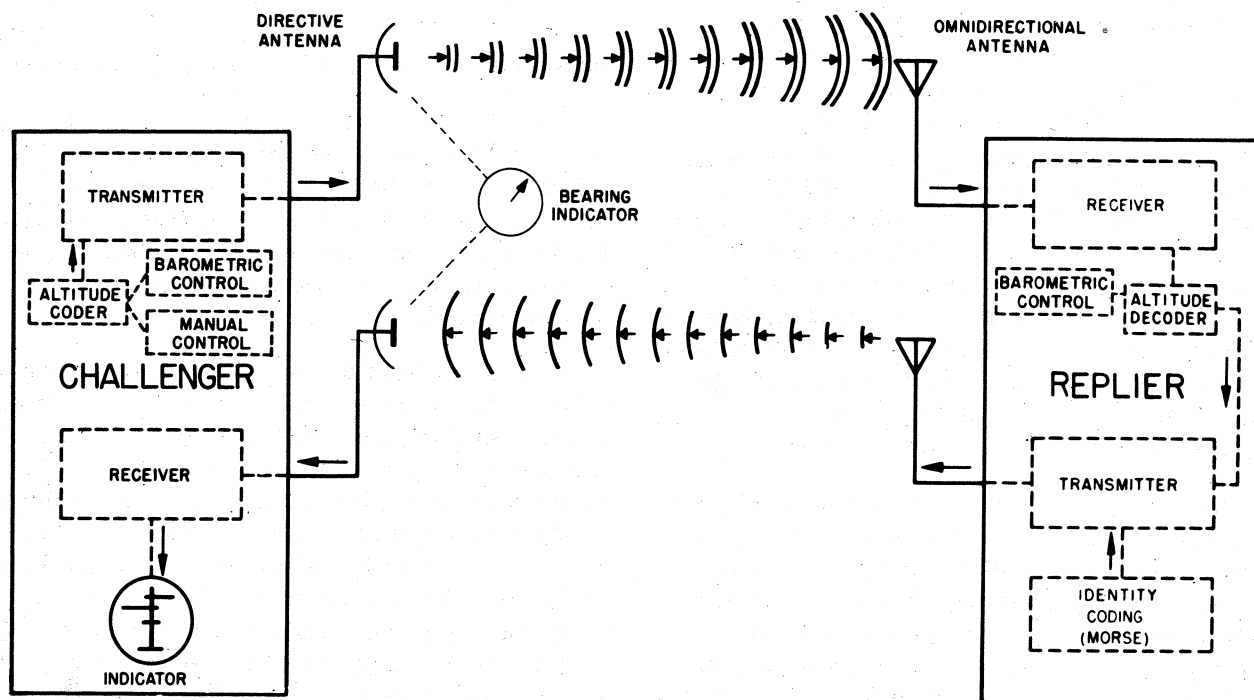 DIRECTIVE
ANTENNA
OMNIDIRECTIONAL
ANTENNA
TRANSMITTER
BEARING
INDICATOR
RECEIVER
BAROMETRIC
CONTROL
ALTITUDE
CODER
MANUAL
CONTROL
BAROMETRIC
CONTROL
ALTITUDE
DECODER
CHALLENGER
REPLIER
RECEIVER
TRANSMITTER
IDENTITY
CODING
(MORSE)
INDICATOR